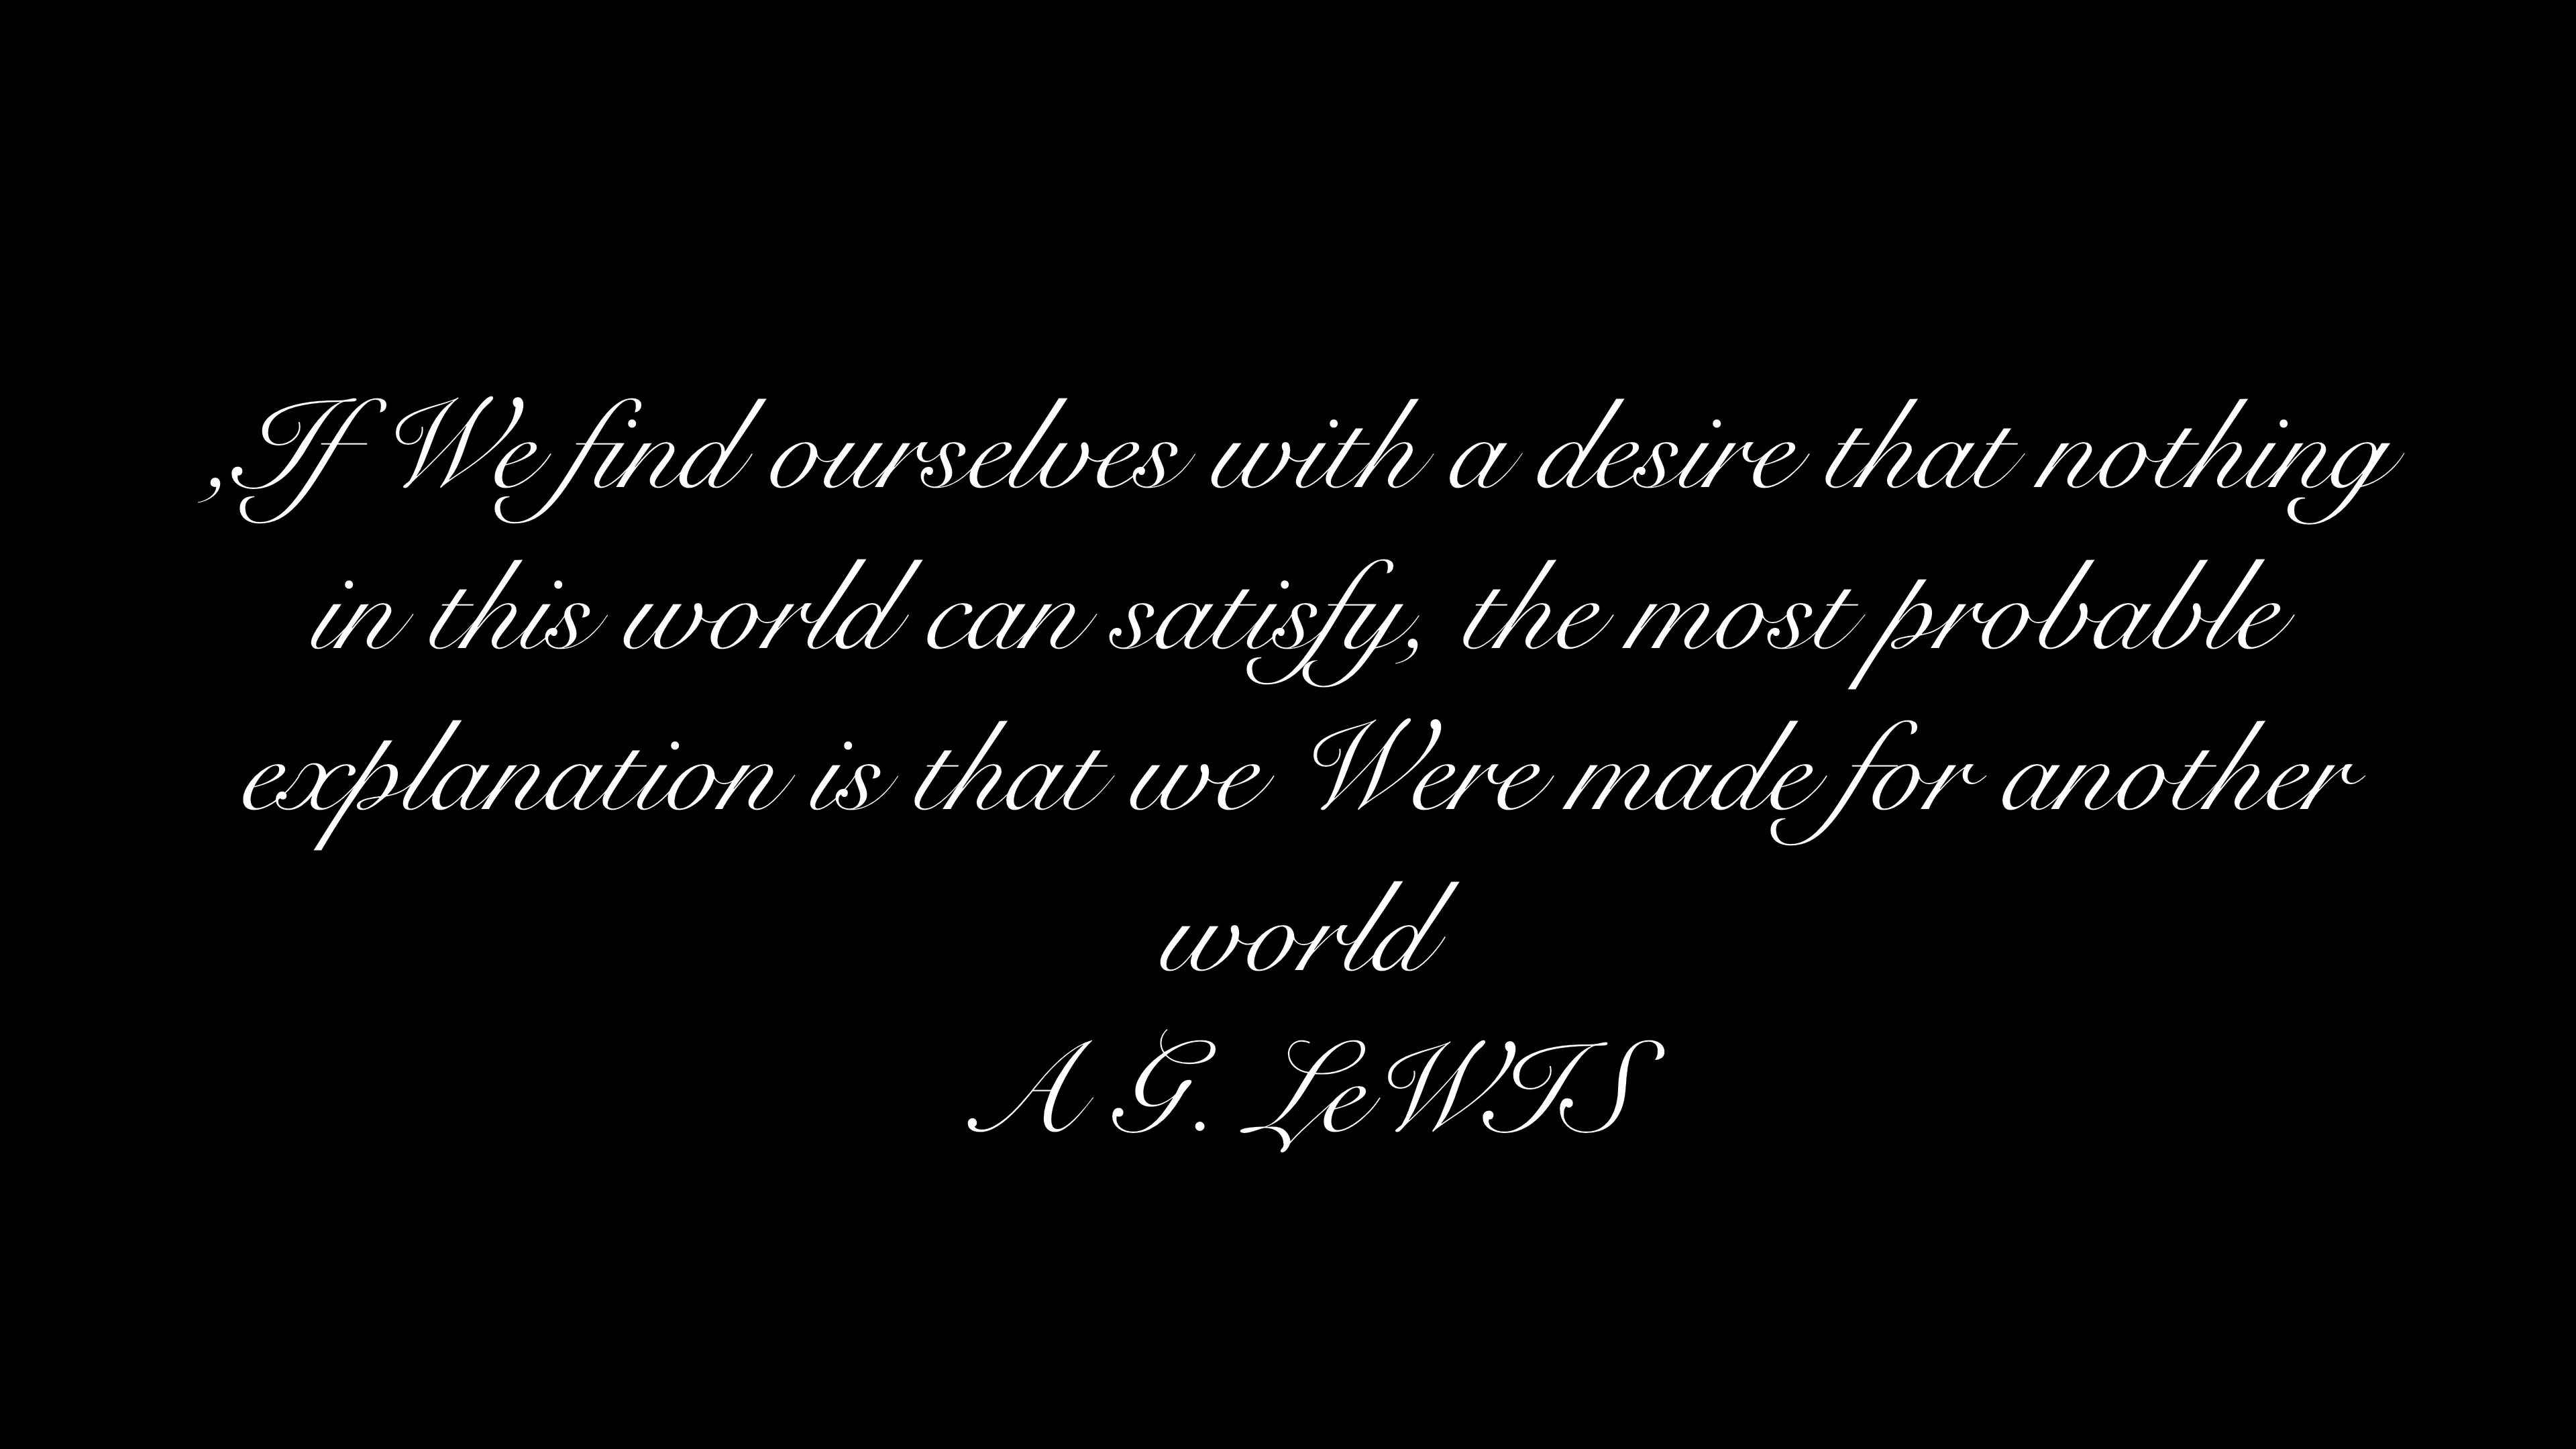 ,If We find ourselves with a desire that nothing
in this world can satisfy, the most probable
explanation is that we Were made for another
world
A G. LeWIS